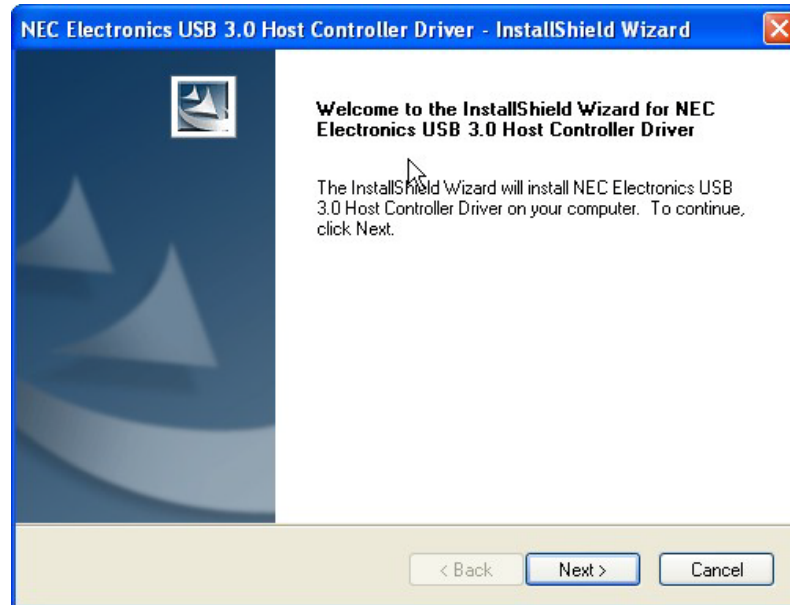 NEC Electronics USB 3.0 Host Controller Driver - InstallShield Wizard
Welcome to the InstallShield Wizard for NEC
Electronics USB 3.0 Host Controller Driver
The InstallShield Wizard will install NEC Electronics USB
3.0 Host Controller Driver on your computer. To continue,
click Next.
< Back Next > Cancel